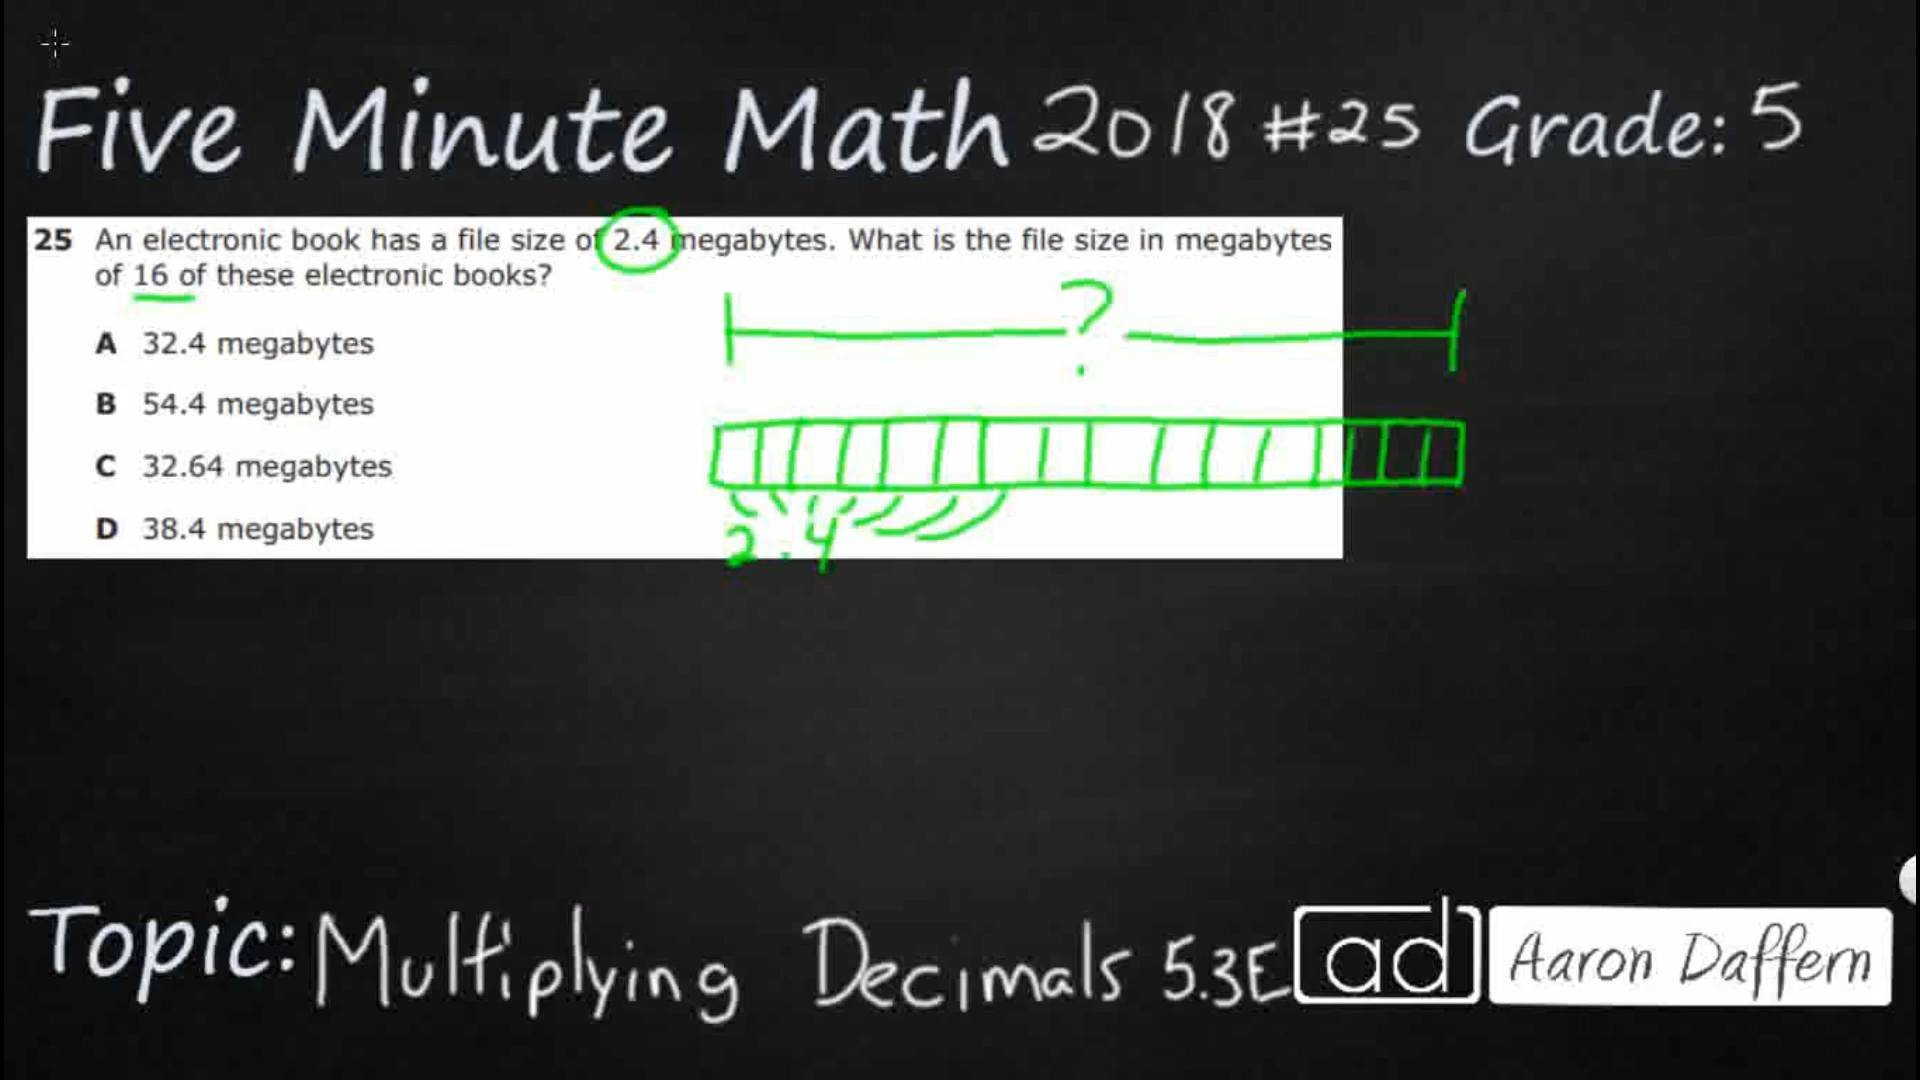 Five Minute Math 2018 #25 Grade: 5
25 An electronic book has a file size of 2.4 megabytes. What is the file size in megabytes
of 16 of these electronic books?
?
A 32.4 megabytes
B 54.4 megabytes
C 32.64 megabytes
D 38.4 megabytes
2.4
Topic: Multiplying Decimals 5.3E ad Aaron Daffern